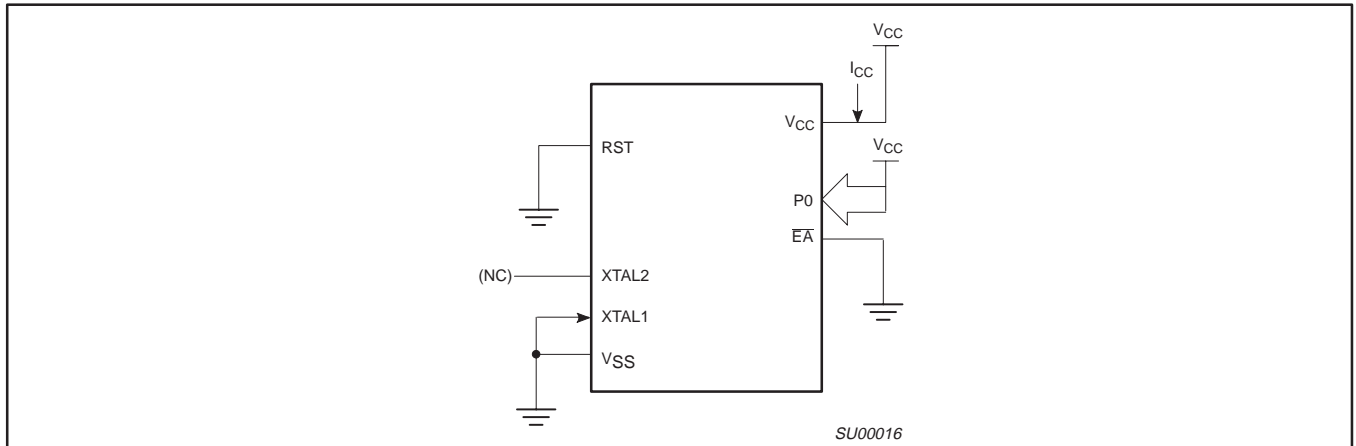 VCC
ICC
VCC
VCC
RST
P0
EA
(NC)
XTAL2
XTAL1
VSS
SU00016